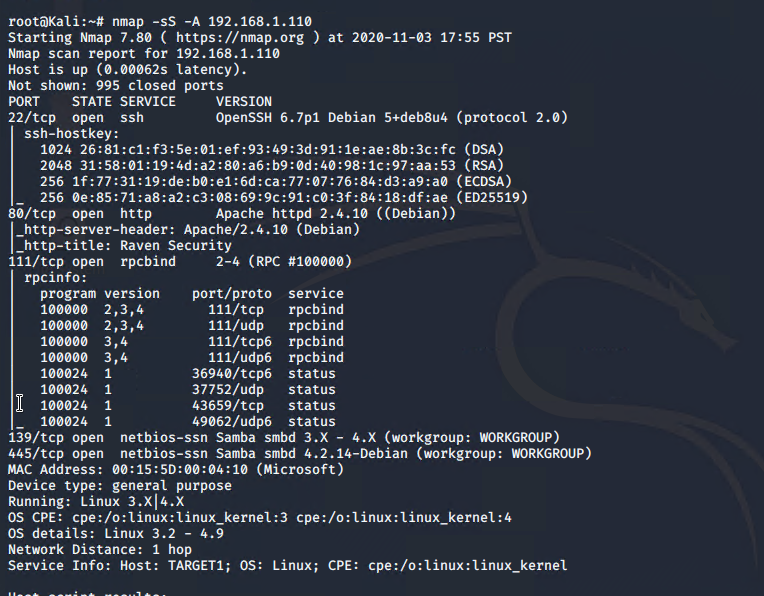 root@Kali:~# nmap -sS -A 192.168.1.110
Starting Nmap 7.80 ( https://nmap.org ) at 2020-11-03 17:55 PST
Nmap scan report for 192.168.1.110
Host is up (0.00062s latency).
Not shown: 995 closed ports
PORT    STATE SERVICE     VERSION
22/tcp  open  ssh         OpenSSH 6.7p1 Debian 5+deb8u4 (protocol 2.0)
| ssh-hostkey:
|   1024 26:81:c1:f3:5e:01:ef:93:49:3d:91:1e:ae:8b:3c:fc (DSA)
|   2048 31:58:01:19:4d:a2:80:a6:b9:0d:40:98:1c:97:aa:53 (RSA)
|   256 1f:77:31:19:de:b0:e1:6d:ca:77:07:76:84:d3:a9:a0 (ECDSA)
|_  256 0e:85:71:a8:a2:c3:08:69:9c:91:c0:3f:84:18:df:ae (ED25519)
80/tcp  open  http        Apache httpd 2.4.10 ((Debian))
|_http-server-header: Apache/2.4.10 (Debian)
|_http-title: Raven Security
111/tcp open  rpcbind     2-4 (RPC #100000)
| rpcinfo:
|   program version    port/proto  service
|   100000  2,3,4        111/tcp   rpcbind
|   100000  2,3,4        111/udp   rpcbind
|   100000  3,4          111/tcp6  rpcbind
|   100000  3,4          111/udp6  rpcbind
|   100024  1          36940/tcp6  status
|   100024  1          37752/udp   status
|   100024  1          43659/tcp   status
|_  100024  1          49062/udp6  status
139/tcp open  netbios-ssn Samba smbd 3.X - 4.X (workgroup: WORKGROUP)
445/tcp open  netbios-ssn Samba smbd 4.2.14-Debian (workgroup: WORKGROUP)
MAC Address: 00:15:5D:00:04:10 (Microsoft)
Device type: general purpose
Running: Linux 3.X|4.X
OS CPE: cpe:/o:linux:linux_kernel:3 cpe:/o:linux:linux_kernel:4
OS details: Linux 3.2 - 4.9
Network Distance: 1 hop
Service Info: Host: TARGET1; OS: Linux; CPE: cpe:/o:linux:linux_kernel
Host script results: